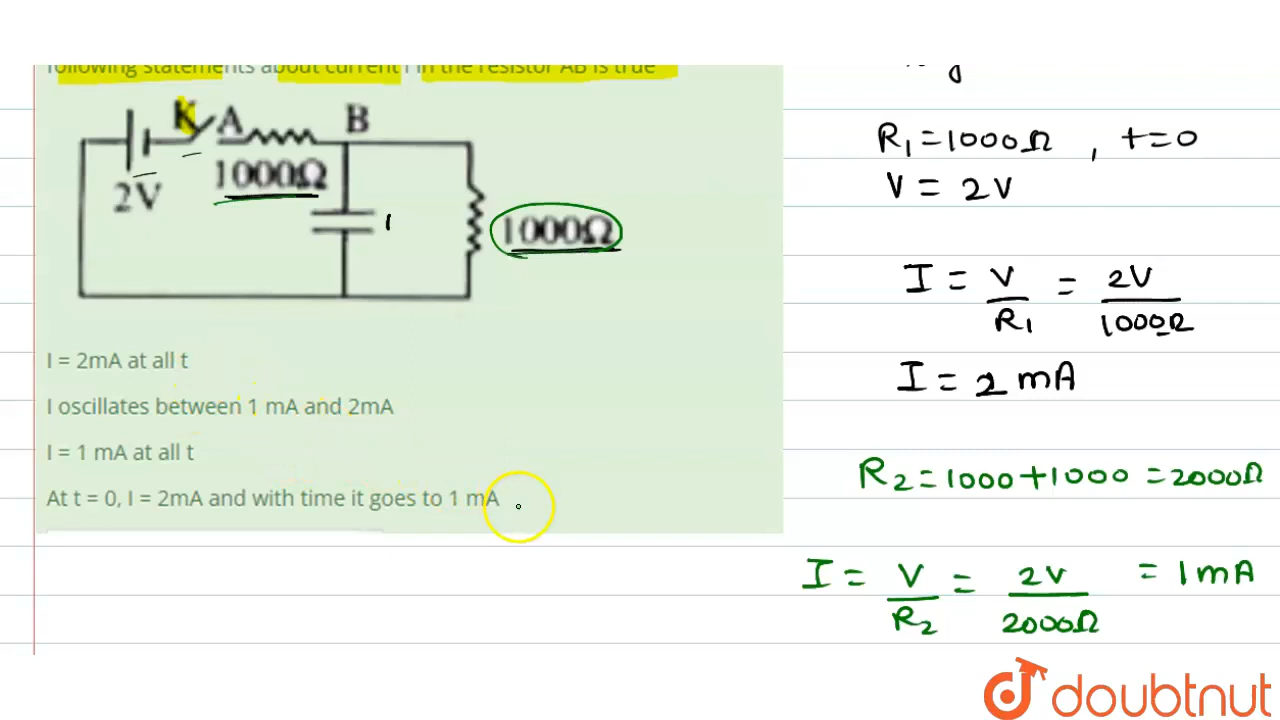 following statements about current I in the resistor AB is true
K A B
1000Ω
2V
1
1000Ω
I = 2mA at all t
I oscillates between 1 mA and 2mA
I = 1 mA at all t
At t = 0, I = 2mA and with time it goes to 1 mA
R1 = 1000Ω , t=0
V = 2V
I = V/R1 = 2V/1000Ω
I = 2 mA
R2 = 1000+1000 = 2000Ω
I = V/R2 = 2V/2000Ω = 1mA
doubtnut